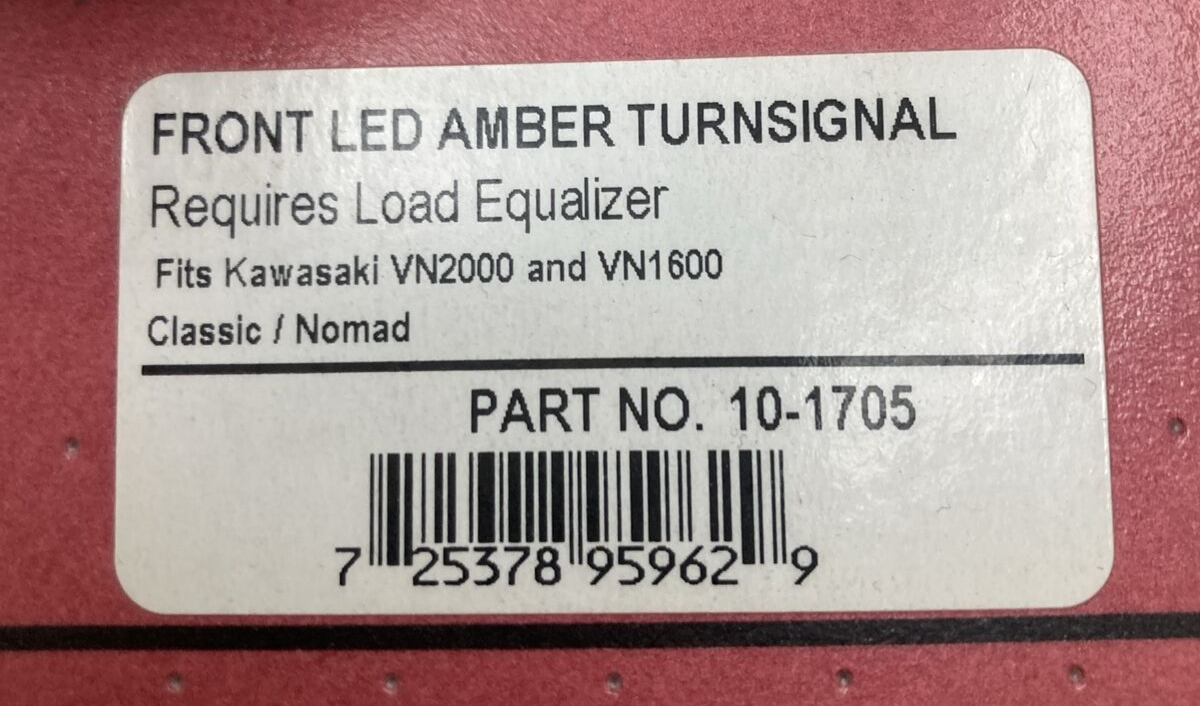 FRONT LED AMBER TURNSIGNAL
Requires Load Equalizer
Fits Kawasaki VN2000 and VN1600
Classic / Nomad
PART NO. 10-1705
7 25378 95962 9